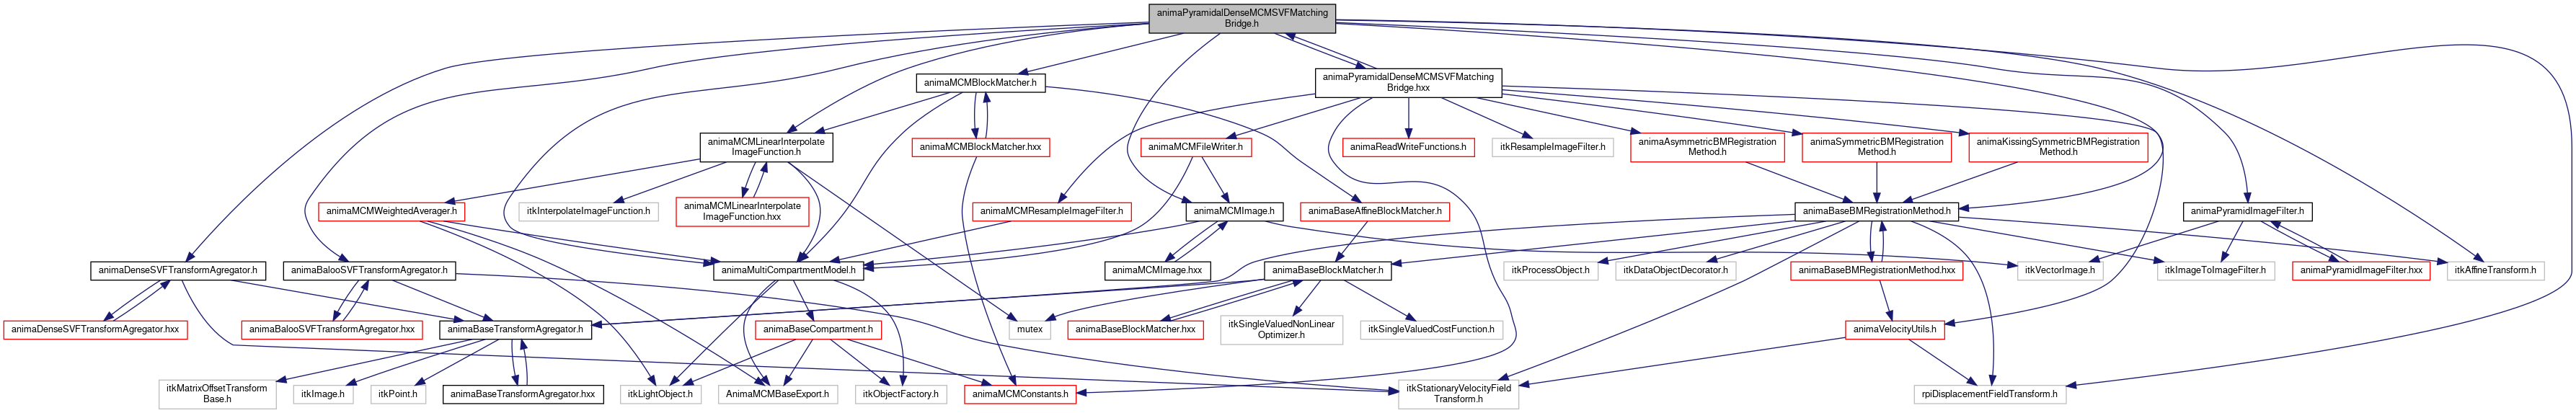 animaPyramidalDenseMCMSVFMatching
Bridge.h
animaMCMBlockMatcher.h
animaPyramidalDenseMCMSVFMatching
Bridge.hxx
animaMCMLinearInterpolate
ImageFunction.h
animaMCMBlockMatcher.hxx
animaMCMFileWriter.h
animaReadWriteFunctions.h
itkResampleImageFilter.h
animaAsymmetricBMRegistration
Method.h
animaSymmetricBMRegistration
Method.h
animaKissingSymmetricBMRegistration
Method.h
animaMCMWeightedAverager.h
itkInterpolateImageFunction.h
animaMCMLinearInterpolate
ImageFunction.hxx
animaMCMResampleImageFilter.h
animaMCMImage.h
animaBaseAffineBlockMatcher.h
animaBaseBMRegistrationMethod.h
animaPyramidImageFilter.h
animaDenseSVFTransformAgregator.h
animaBalooSVFTransformAgregator.h
animaMultiCompartmentModel.h
animaMCMImage.hxx
animaBaseBlockMatcher.h
itkProcessObject.h
itkDataObjectDecorator.h
animaBaseBMRegistrationMethod.hxx
itkVectorImage.h
itkImageToImageFilter.h
animaPyramidImageFilter.hxx
itkAffineTransform.h
animaDenseSVFTransformAgregator.hxx
animaBalooSVFTransformAgregator.hxx
animaBaseTransformAgregator.h
animaBaseCompartment.h
mutex
animaBaseBlockMatcher.hxx
itkSingleValuedNonLinear
Optimizer.h
itkSingleValuedCostFunction.h
animaVelocityUtils.h
itkMatrixOffsetTransform
Base.h
itkImage.h
itkPoint.h
animaBaseTransformAgregator.hxx
itkLightObject.h
AnimaMCMBaseExport.h
itkObjectFactory.h
animaMCMConstants.h
itkStationaryVelocityField
Transform.h
rpiDisplacementFieldTransform.h